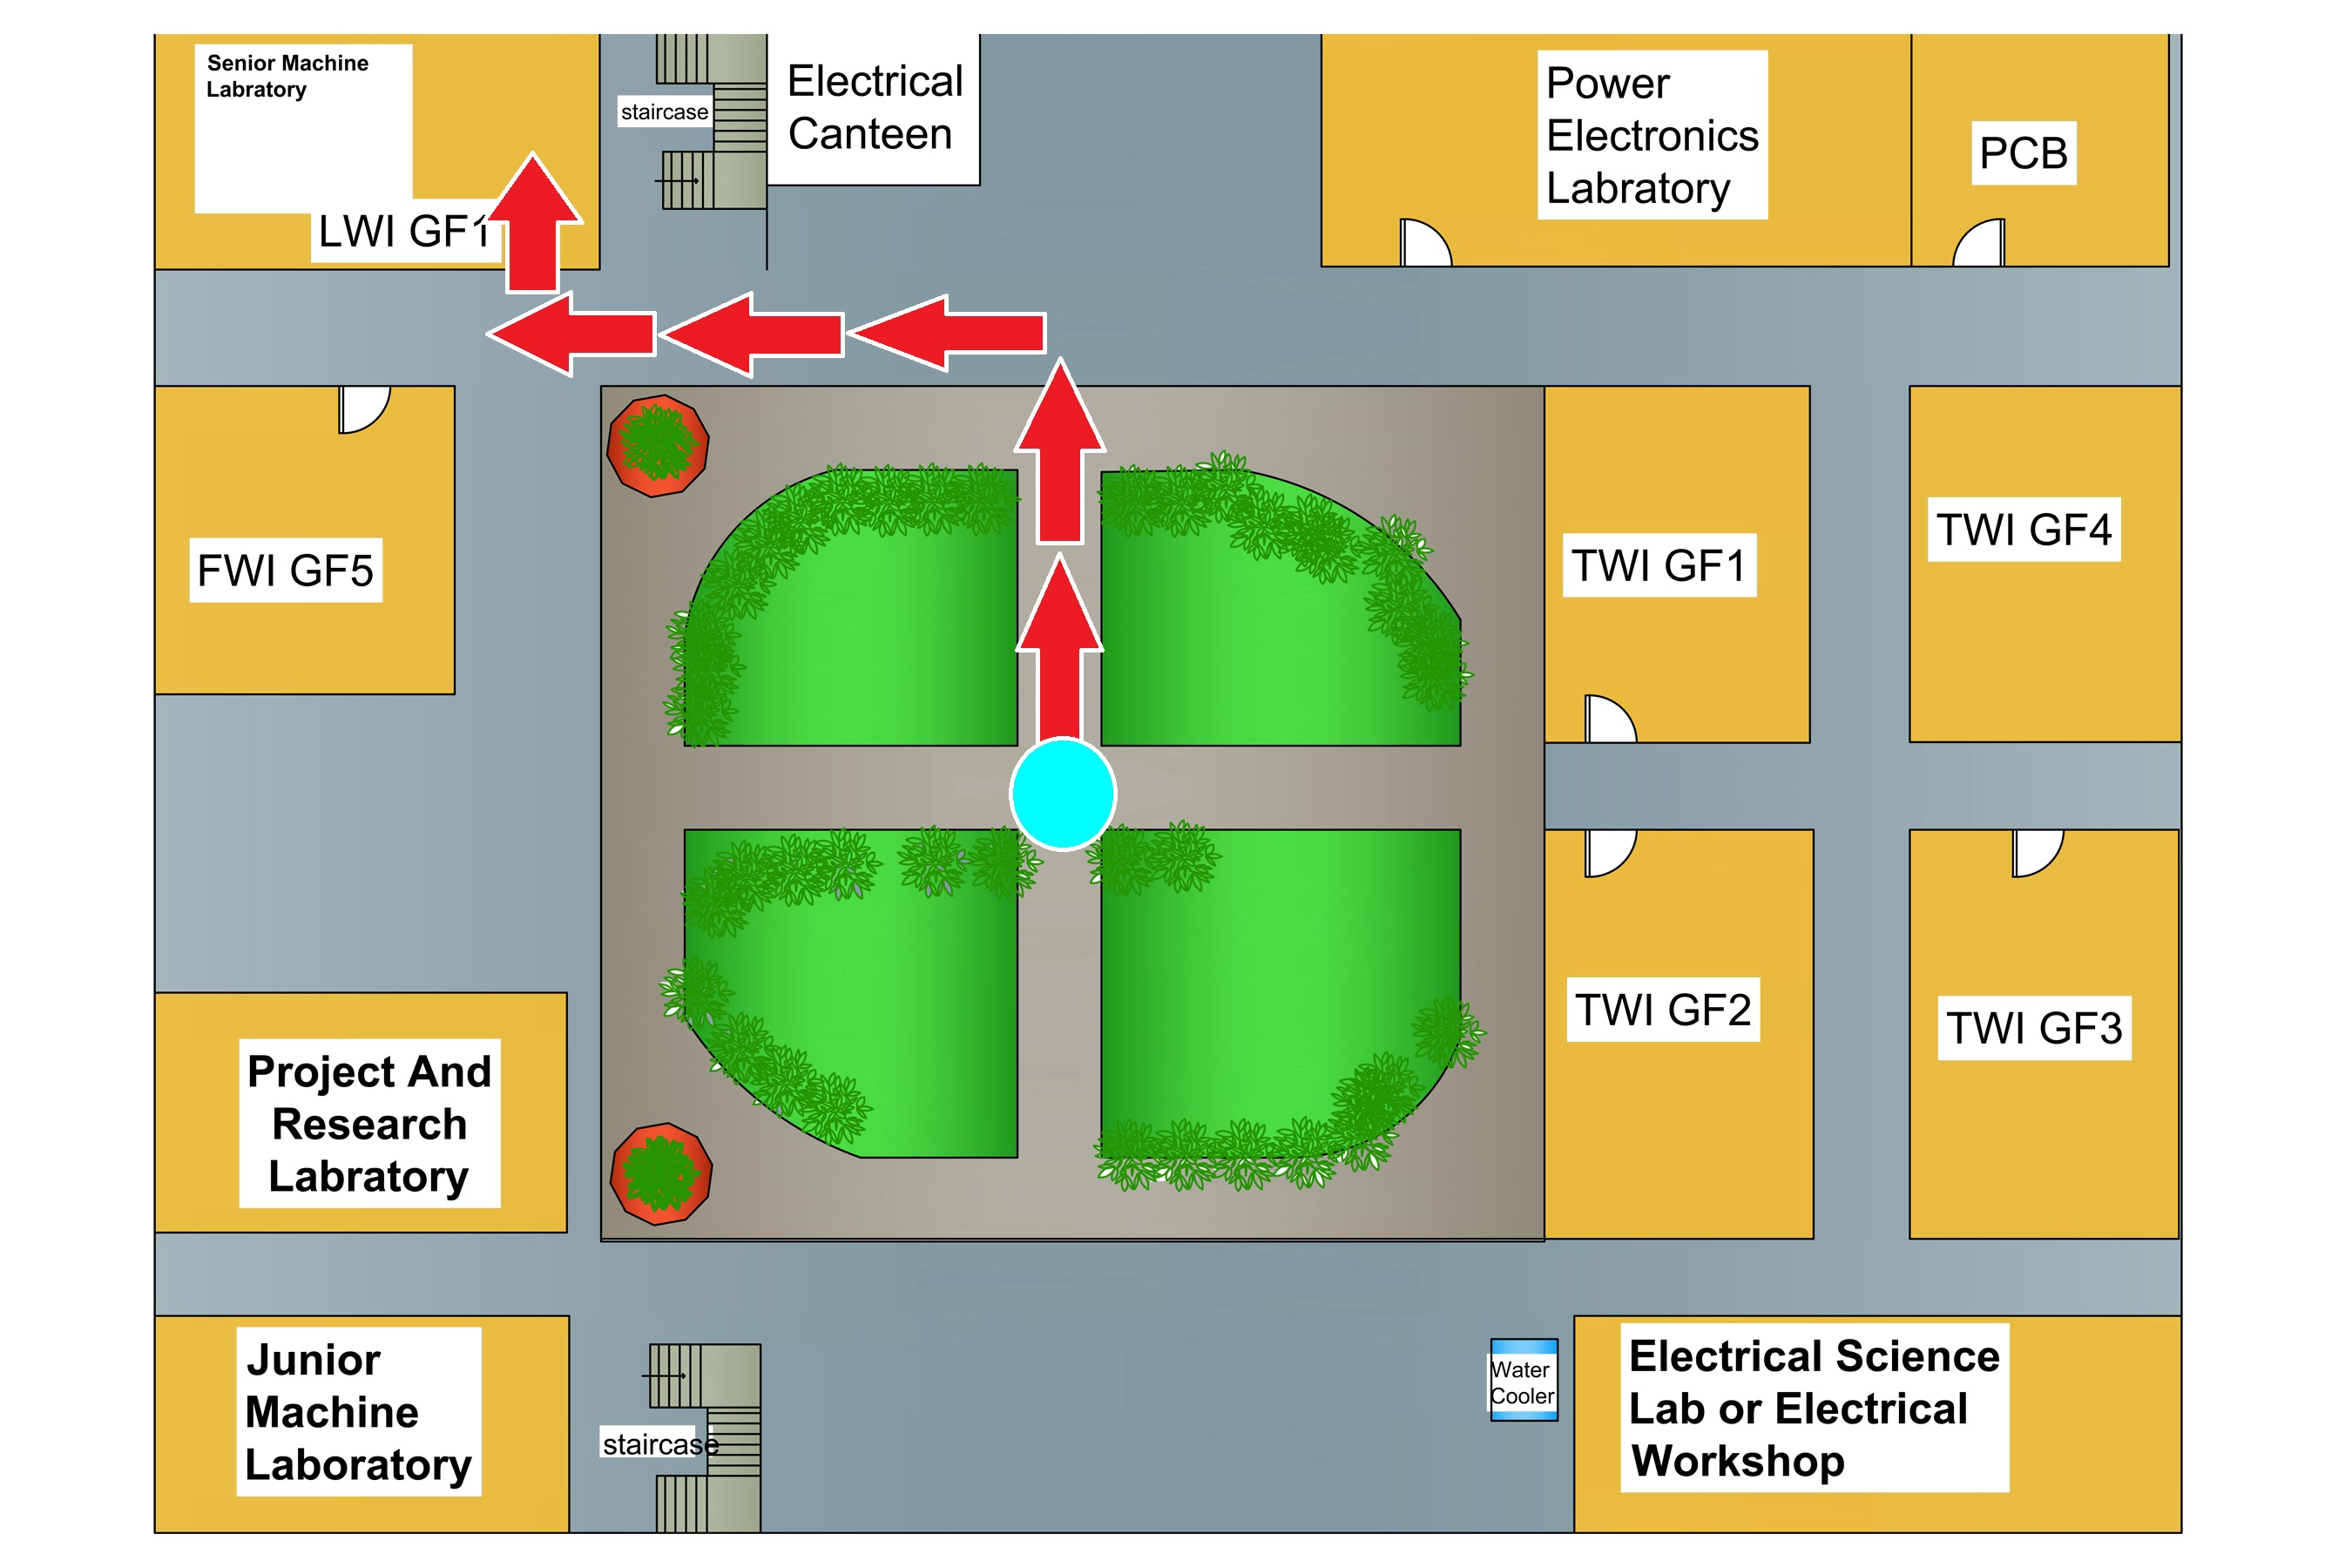 Senior Machine
Labratory
LWI GF1
staircase
Electrical
Canteen
Power
Electronics
Labratory
PCB
FWI GF5
TWI GF1
TWI GF4
Project And
Research
Labratory
TWI GF2
TWI GF3
Junior
Machine
Laboratory
staircase
Water
Cooler
Electrical Science
Lab or Electrical
Workshop